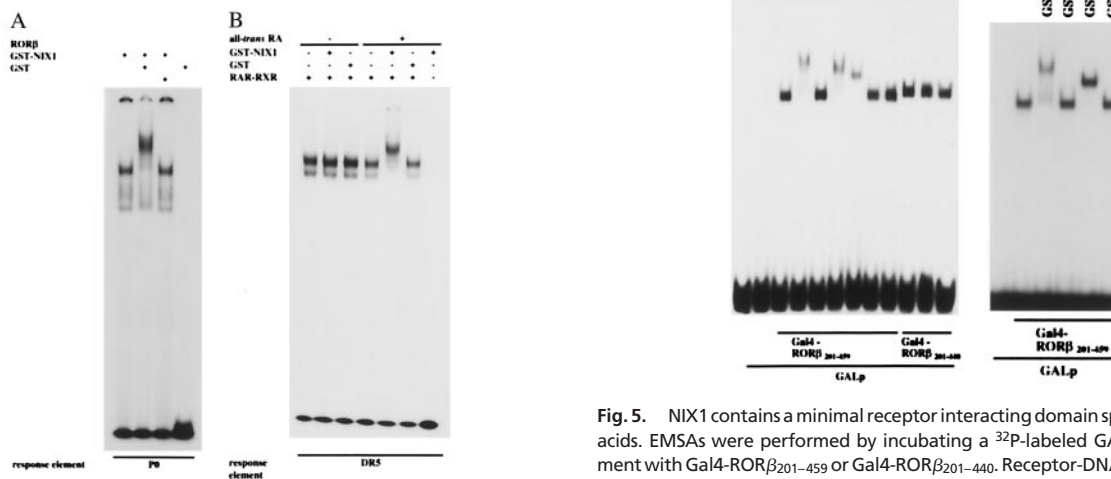 A
RORβ
GST-NIX1 + + +
GST + +
+
P0
response element
B
all-trans RA - +
GST-NIX1 - + - - + - +
GST - - + - - + -
RAR-RXR + + + + + + -
DR5
response
element
Gal4 -
RORβ 201-459
Gal4 -
RORβ 201-440
GALp
Gal4-
RORβ 201-459
GALp
Fig. 5. NIX1 contains a minimal receptor interacting domain
acids. EMSAs were performed by incubating a 32P-labeled
ment with Gal4-RORβ201–459 or Gal4-RORβ201–440. Receptor-DNA